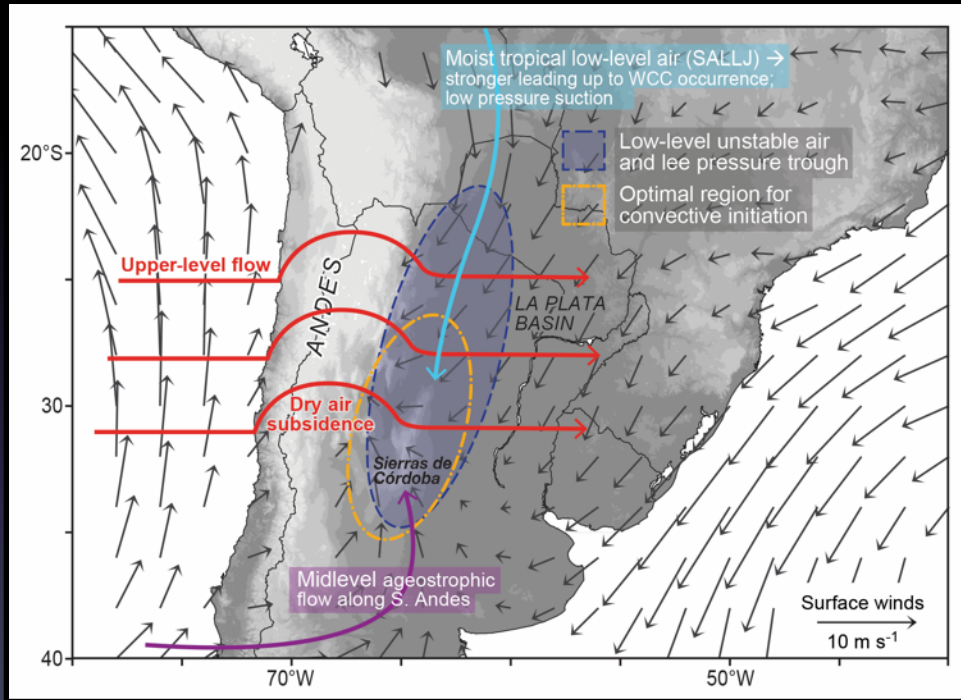 Moist tropical low-level air (SALLJ) →
stronger leading up to WCC occurrence;
low pressure suction
20°S
Low-level unstable air
and lee pressure trough
Optimal region for
convective initiation
Upper-level flow
ANDES
LA PLATA
BASIN
30
Dry air
subsidence
Sierras de
Córdoba
Midlevel ageostrophic
flow along S. Andes
Surface winds
10 m s⁻¹
40
70°W
50°W